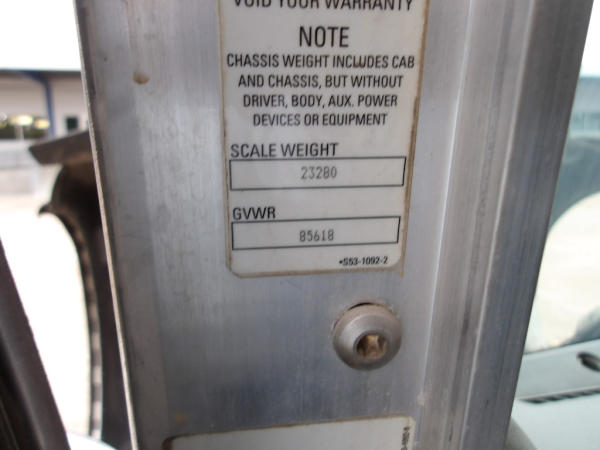 VOID YOUR WARRANTY
NOTE
CHASSIS WEIGHT INCLUDES CAB
AND CHASSIS, BUT WITHOUT
DRIVER, BODY, AUX. POWER
DEVICES OR EQUIPMENT
SCALE WEIGHT
23280
GVWR
85618
•S53-1092-2